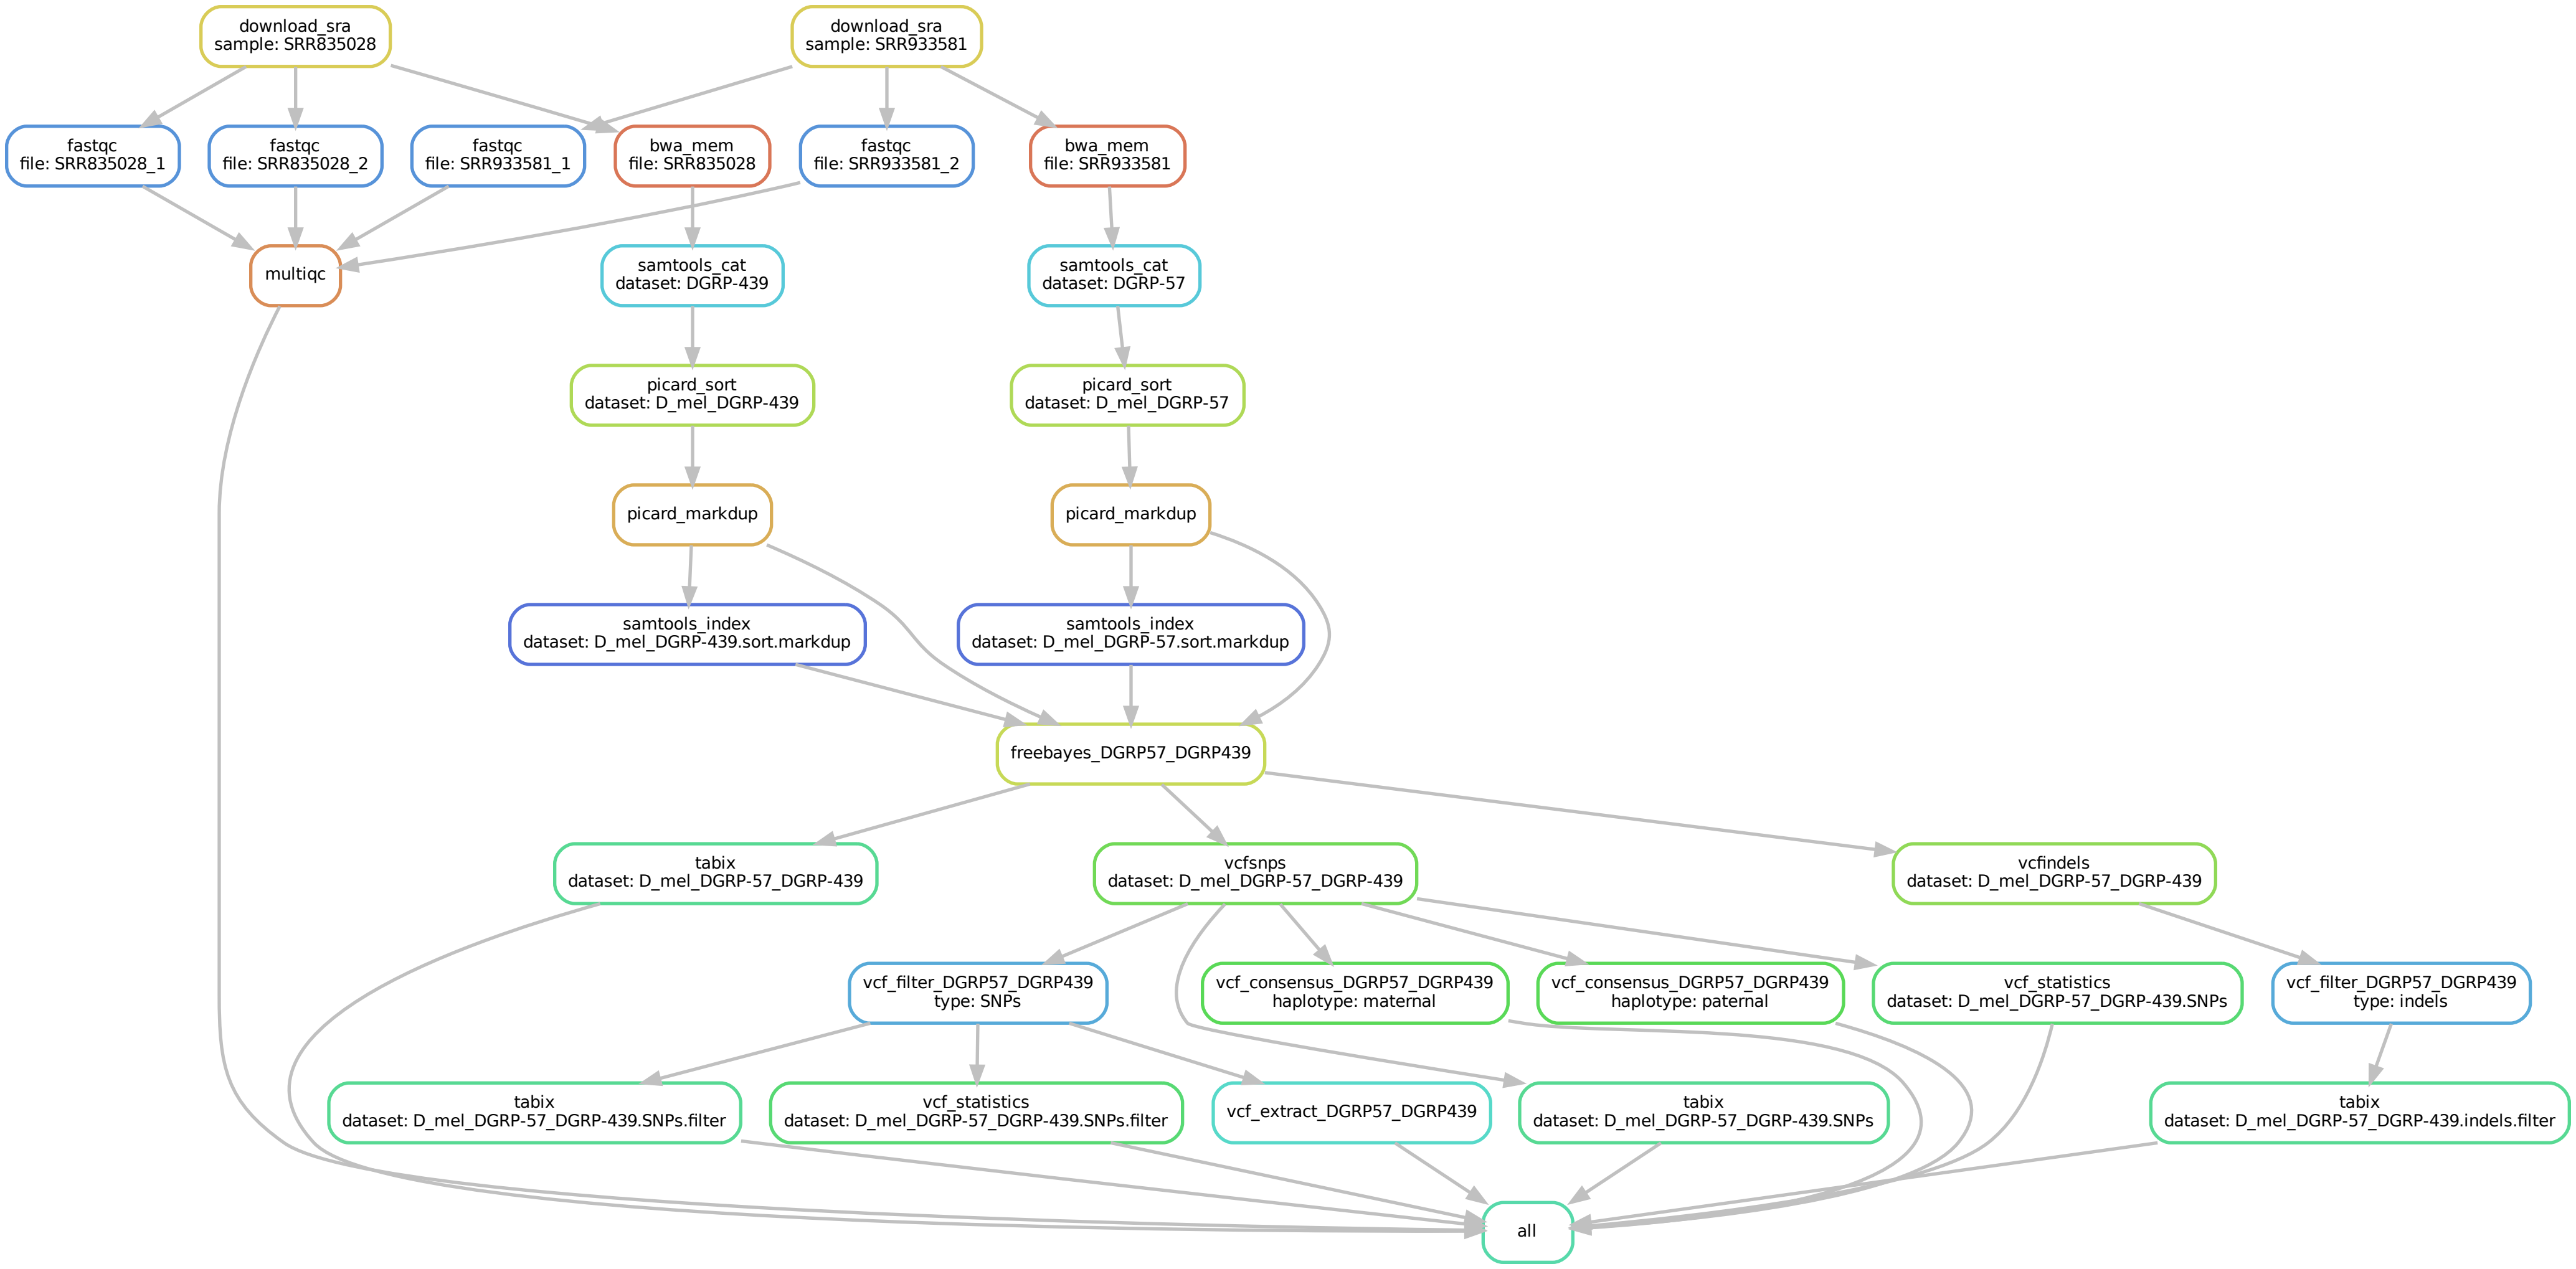 download_sra
sample: SRR835028
download_sra
sample: SRR933581
fastqc
file: SRR835028_1
fastqc
file: SRR835028_2
fastqc
file: SRR933581_1
bwa_mem
file: SRR835028
fastqc
file: SRR933581_2
bwa_mem
file: SRR933581
multiqc
samtools_cat
dataset: DGRP-439
samtools_cat
dataset: DGRP-57
picard_sort
dataset: D_mel_DGRP-439
picard_sort
dataset: D_mel_DGRP-57
picard_markdup
picard_markdup
samtools_index
dataset: D_mel_DGRP-439.sort.markdup
samtools_index
dataset: D_mel_DGRP-57.sort.markdup
freebayes_DGRP57_DGRP439
tabix
dataset: D_mel_DGRP-57_DGRP-439
vcfsnps
dataset: D_mel_DGRP-57_DGRP-439
vcfindels
dataset: D_mel_DGRP-57_DGRP-439
vcf_filter_DGRP57_DGRP439
type: SNPs
vcf_consensus_DGRP57_DGRP439
haplotype: maternal
vcf_consensus_DGRP57_DGRP439
haplotype: paternal
vcf_statistics
dataset: D_mel_DGRP-57_DGRP-439.SNPs
vcf_filter_DGRP57_DGRP439
type: indels
tabix
dataset: D_mel_DGRP-57_DGRP-439.SNPs.filter
vcf_statistics
dataset: D_mel_DGRP-57_DGRP-439.SNPs.filter
vcf_extract_DGRP57_DGRP439
tabix
dataset: D_mel_DGRP-57_DGRP-439.SNPs
tabix
dataset: D_mel_DGRP-57_DGRP-439.indels.filter
all